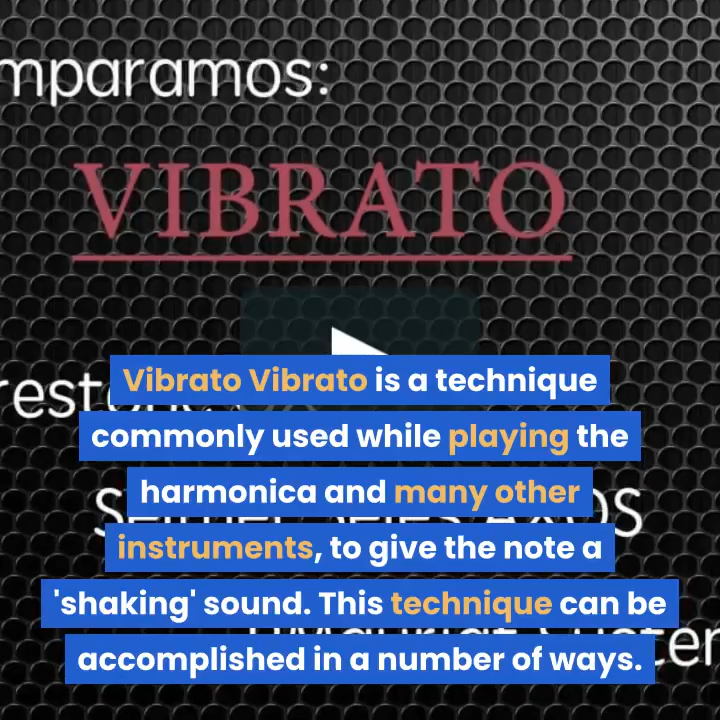 mparamos:
VIBRATO
Vibrato Vibrato is a technique
commonly used while playing the
harmonica and many other
instruments, to give the note a
'shaking' sound. This technique can be
accomplished in a number of ways.